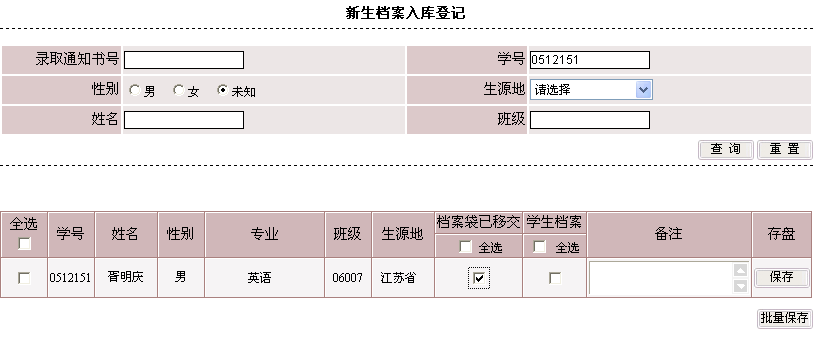 新生档案入库登记
录取通知书号 学号 0512151
性别 男 女 未知 生源地 请选择
姓名 班级
查 询 重 置
全选 学号 姓名 性别 专业 班级 生源地 档案袋已移交 学生档案 备注 存盘
全选 全选
0512151 胥明庆 男 英语 06007 江苏省 保存
批量保存